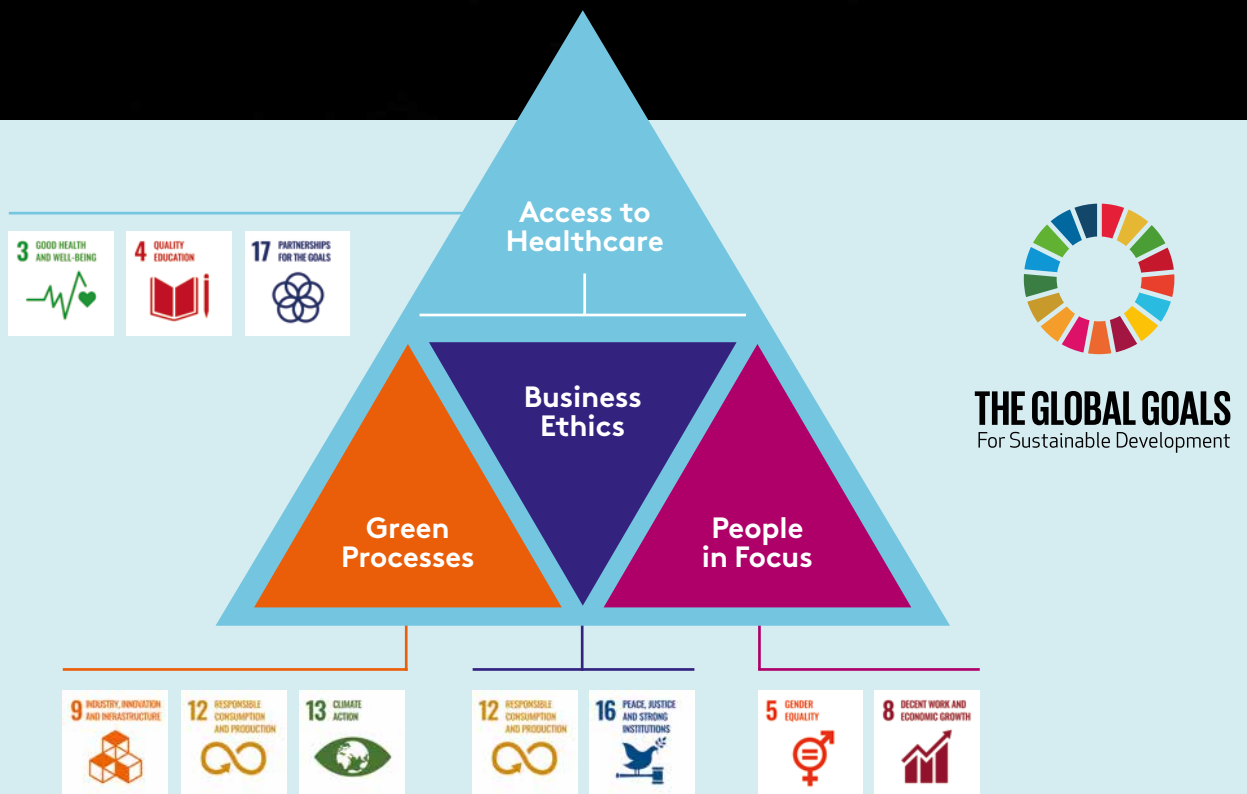 Access to
Healthcare
3 GOOD HEALTH
AND WELL-BEING
4 QUALITY
EDUCATION
17 PARTNERSHIPS
FOR THE GOALS
Business
Ethics
Green
Processes
People
in Focus
THE GLOBAL GOALS
For Sustainable Development
9 INDUSTRY, INNOVATION
AND INFRASTRUCTURE
12 RESPONSIBLE
CONSUMPTION
AND PRODUCTION
13 CLIMATE
ACTION
12 RESPONSIBLE
CONSUMPTION
AND PRODUCTION
16 PEACE, JUSTICE
AND STRONG
INSTITUTIONS
5 GENDER
EQUALITY
8 DECENT WORK AND
ECONOMIC GROWTH